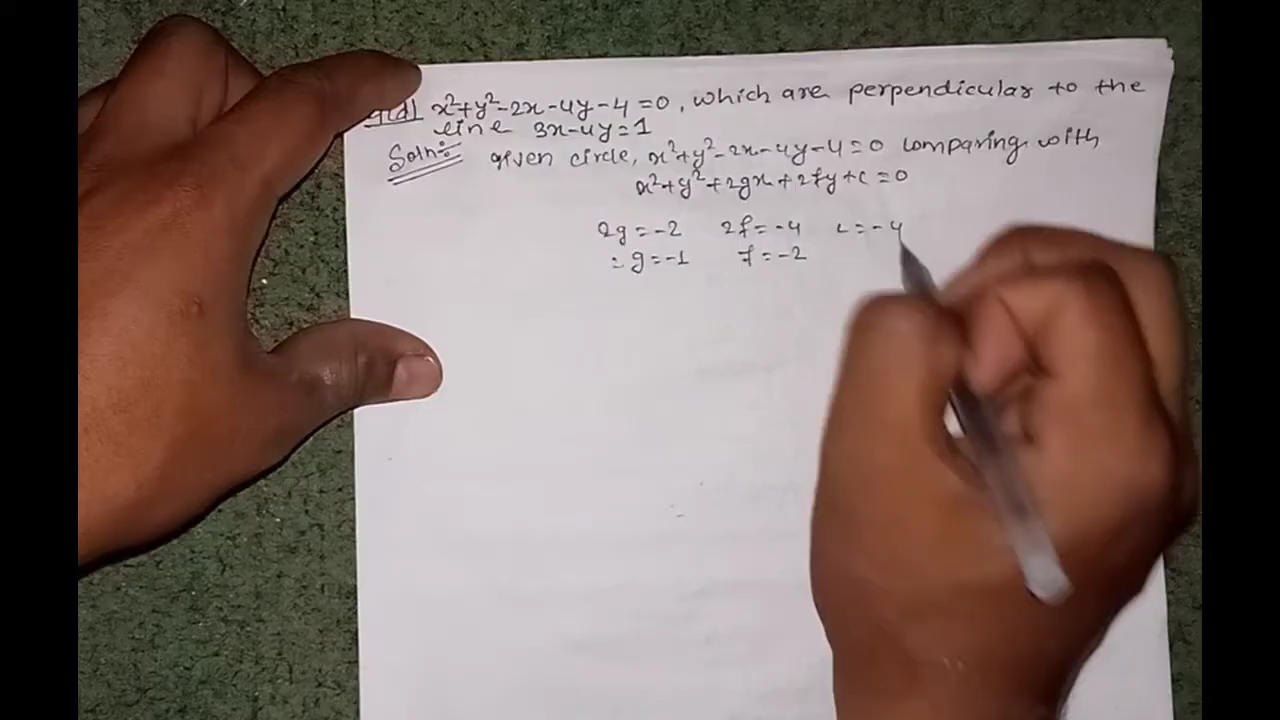 x²+y²-2x-4y-4=0, which are perpendicular to the
line 3x-4y=1
Soln:- given circle, x²+y²-2x-4y-4=0 comparing with
x²+y²+2gx+2fy+c=0
2g=-2 2f=-4 c=-4
= g=-1 f=-2